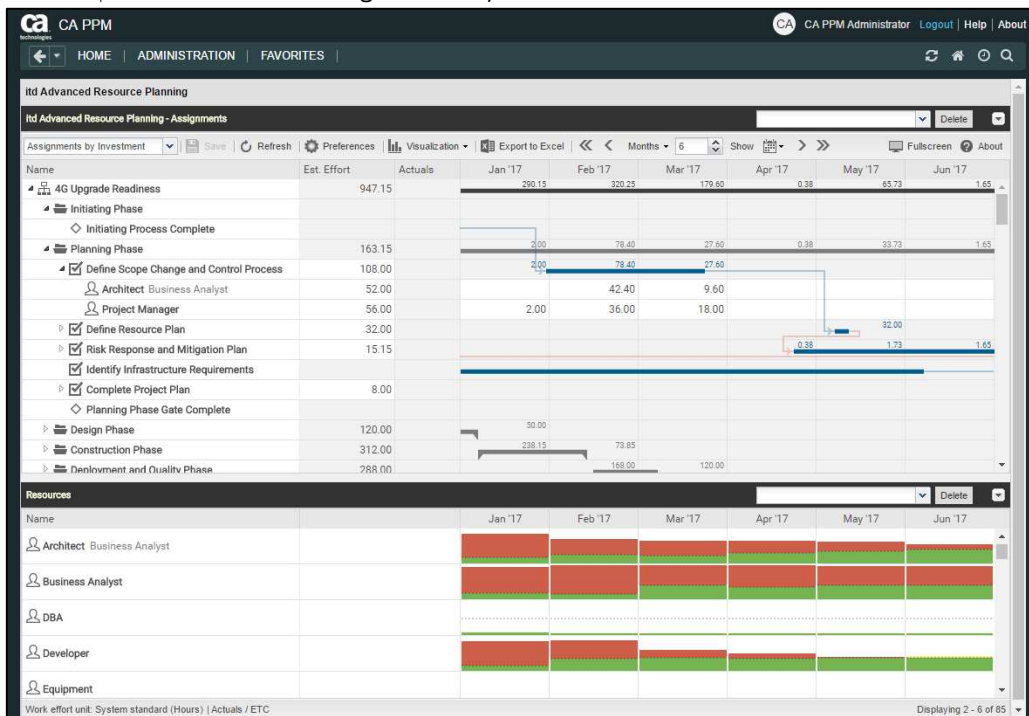 ca technologies CA PPM CA CA PPM Administrator Logout | Help | About
HOME | ADMINISTRATION | FAVORITES |
itd Advanced Resource Planning
itd Advanced Resource Planning - Assignments Delete
Assignments by Investment Save Refresh Preferences Visualization Export to Excel Months 6 Show Fullscreen About
Name Est. Effort Actuals Jan '17 Feb '17 Mar '17 Apr '17 May '17 Jun '17
4G Upgrade Readiness 947.15 290.15 320.25 179.60 0.38 65.73 1.65
Initiating Phase
Initiating Process Complete
Planning Phase 163.15 2.00 78.40 27.60 0.38 33.73 1.65
Define Scope Change and Control Process 108.00 2.00 78.40 27.60
Architect Business Analyst 52.00 42.40 9.60
Project Manager 56.00 2.00 36.00 18.00
Define Resource Plan 32.00 32.00
Risk Response and Mitigation Plan 15.15 0.38 1.73 1.65
Identify Infrastructure Requirements
Complete Project Plan 8.00
Planning Phase Gate Complete
Design Phase 120.00 50.00
Construction Phase 312.00 238.15 73.85
Deployment and Quality Phase 288.00 168.00 120.00
Resources Delete
Name Jan '17 Feb '17 Mar '17 Apr '17 May '17 Jun '17
Architect Business Analyst
Business Analyst
DBA
Developer
Equipment
Work effort unit: System standard (Hours) | Actuals / ETC Displaying 2 - 6 of 85